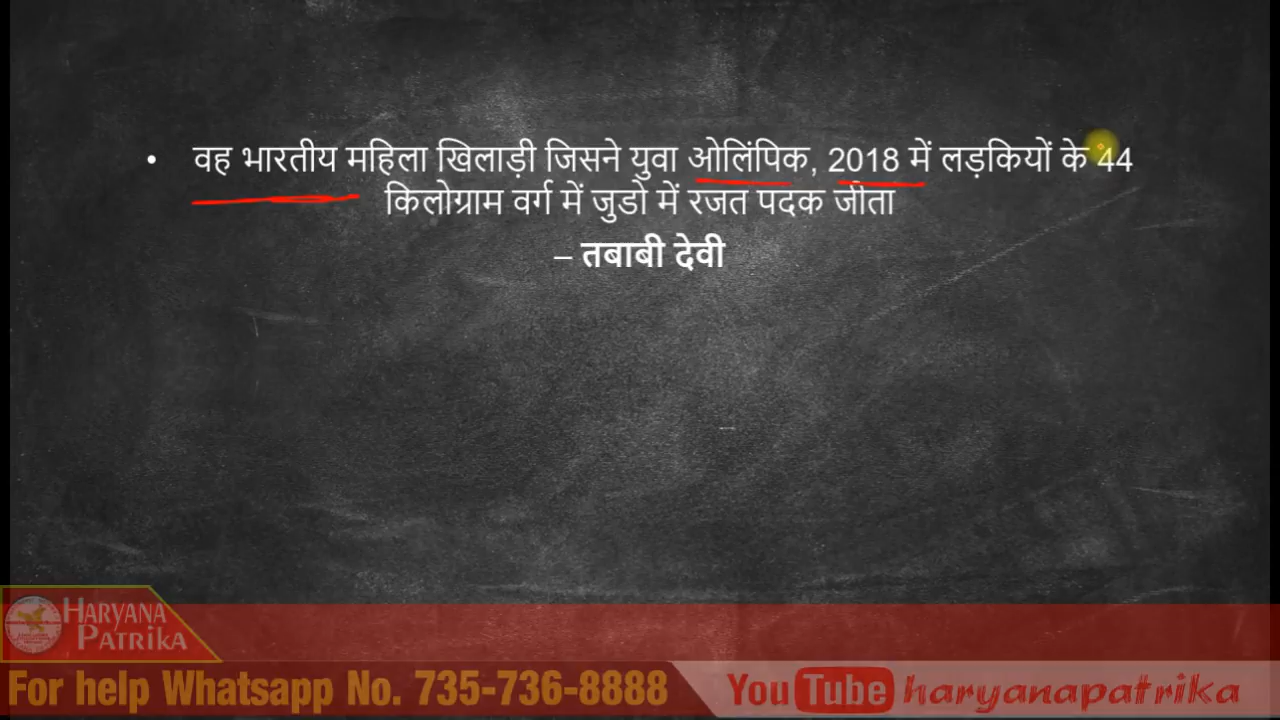 • वह भारतीय महिला खिलाड़ी जिसने युवा ओलिंपिक, 2018 में लड़कियों के 44
किलोग्राम वर्ग में जुडो में रजत पदक जीता
– तबाबी देवी
HARYANA
PATRIKA
For help Whatsapp No. 735-736-8888
YouTube haryanapatrika